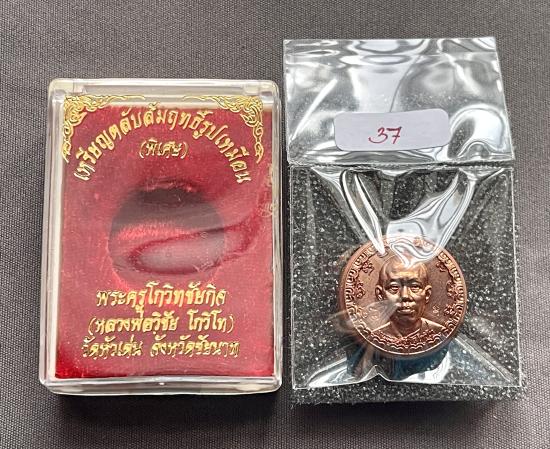 เหรียญตลับสัมฤทธิ์รูปเหมือน
(พิเศษ)
พระครูโกวิทชัยกิจ
(หลวงพ่อวิชัย โกวิโท)
วัดหัวเด่น จังหวัดชัยนาท
37